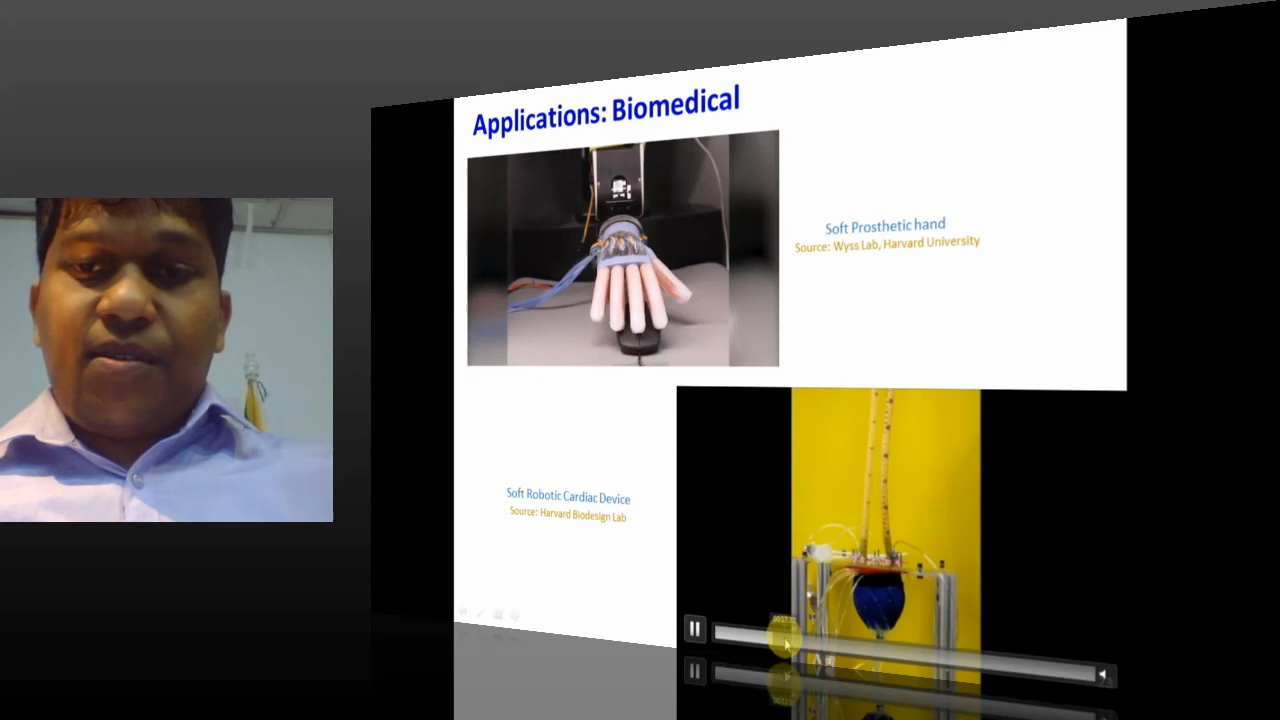 Applications: Biomedical
Soft Prosthetic hand
Source: Wyss Lab, Harvard University
Soft Robotic Cardiac Device
Source: Harvard Biodesign Lab